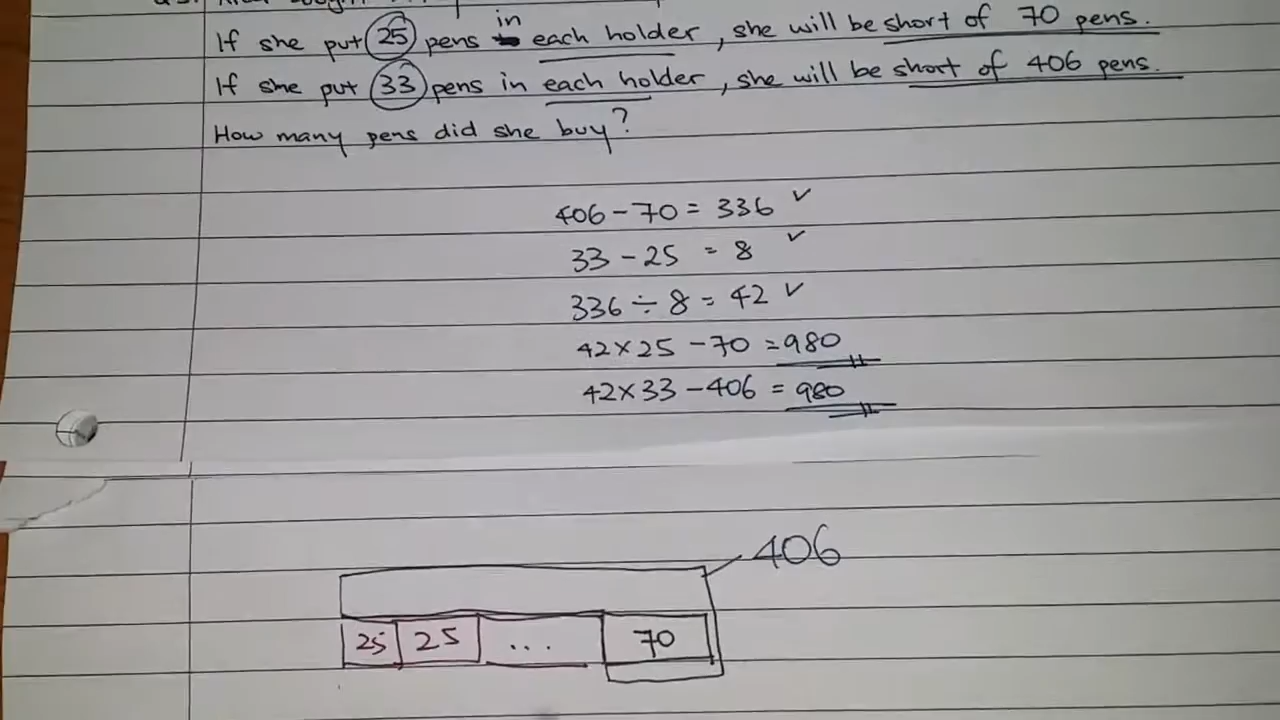 If she put 25 pens in each holder, she will be short of 70 pens.
If she put 33 pens in each holder, she will be short of 406 pens.
How many pens did she buy?
406 - 70 = 336 ✓
33 - 25 = 8 ✓
336 ÷ 8 = 42 ✓
42 x 25 - 70 = 980
42 x 33 - 406 = 980
406
25 25 ... 70